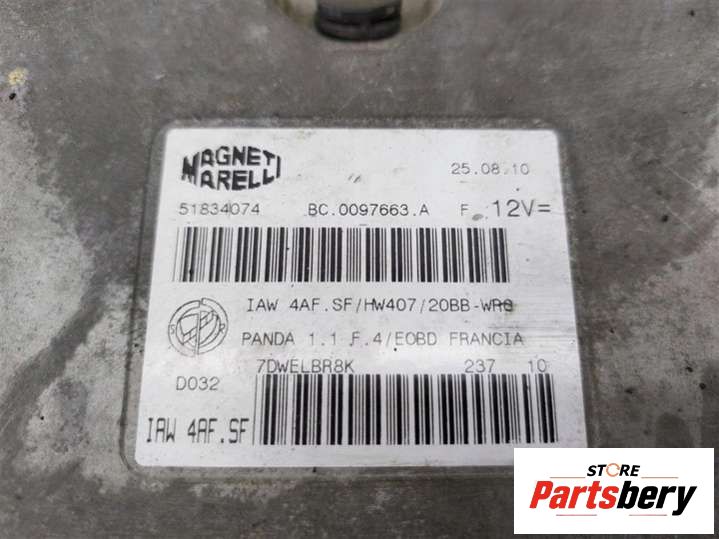 MAGNETI
MARELLI
25.08.10
51834074 BC.0097663.A F 12V=
IAW 4AF.SF/HW407/20BB-WRO
PANDA 1.1 F.4/EOBD FRANCIA
7DWELBR8K 237 10
D032
IAW 4AF.SF
STORE
Partsbery